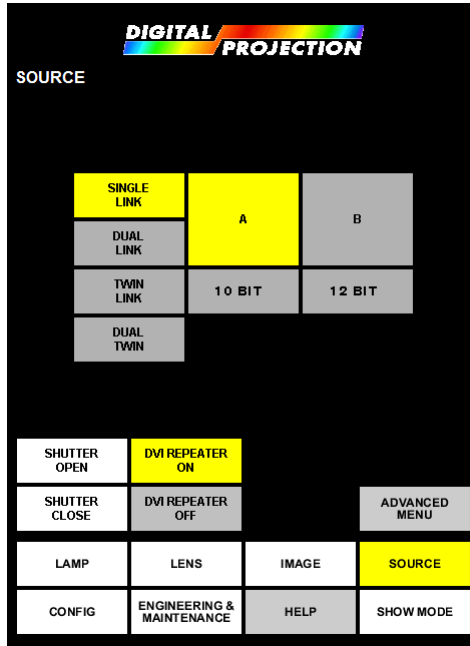 DIGITAL
PROJECTION
SOURCE
SINGLE
LINK
A
B
DUAL
LINK
TWIN
LINK
10 BIT
12 BIT
DUAL
TWIN
SHUTTER
OPEN
DVI REPEATER
ON
SHUTTER
CLOSE
DVI REPEATER
OFF
ADVANCED
MENU
LAMP
LENS
IMAGE
SOURCE
CONFIG
ENGINEERING &
MAINTENANCE
HELP
SHOW MODE